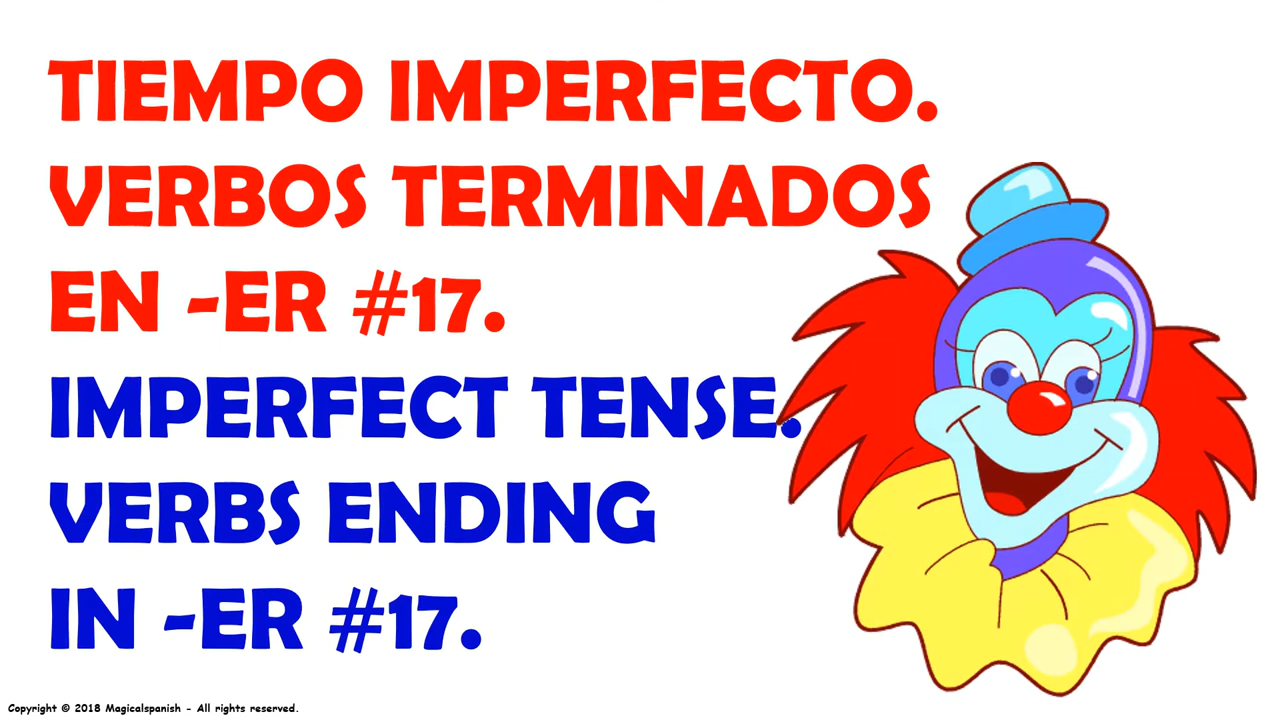 TIEMPO IMPERFECTO.
VERBOS TERMINADOS
EN -ER #17.
IMPERFECT TENSE.
VERBS ENDING
IN -ER #17.
Copyright © 2018 Magicalspanish - All rights reserved.